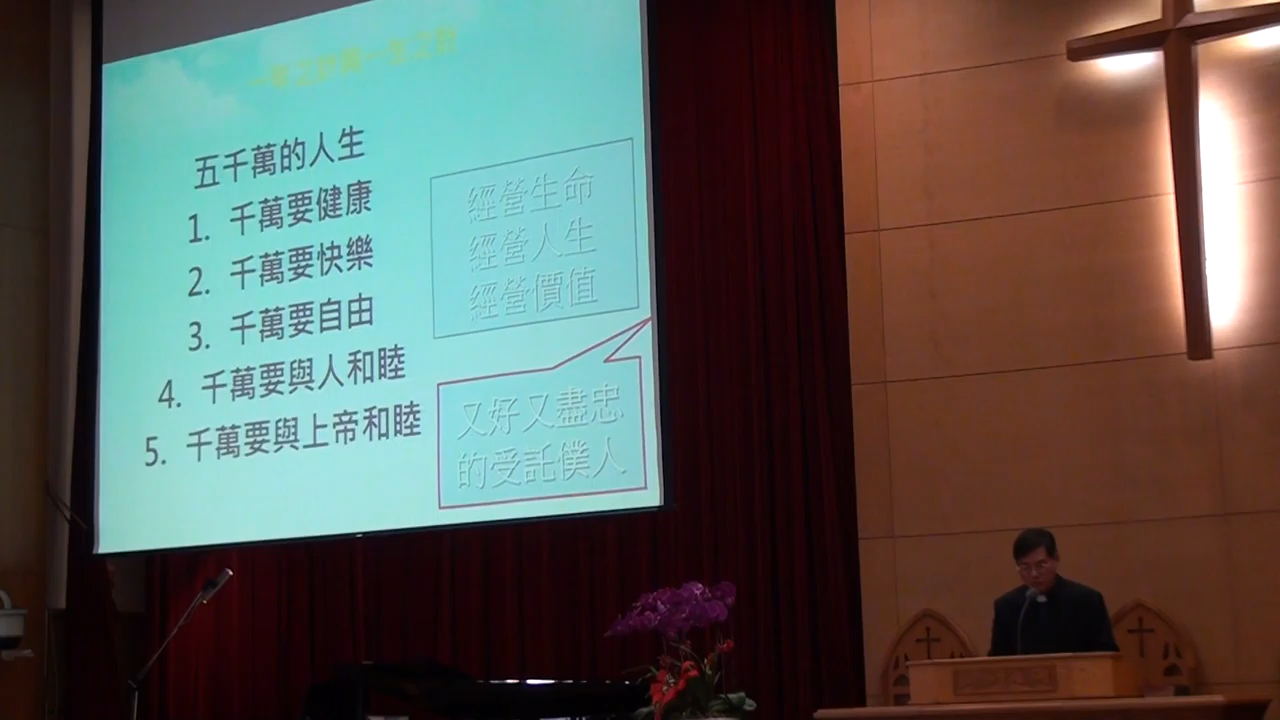 五千萬的人生
1. 千萬要健康
2. 千萬要快樂
3. 千萬要自由
4. 千萬要與人和睦
5. 千萬要與上帝和睦
經營生命
經營人生
經營價值
又好又盡忠
的受託僕人